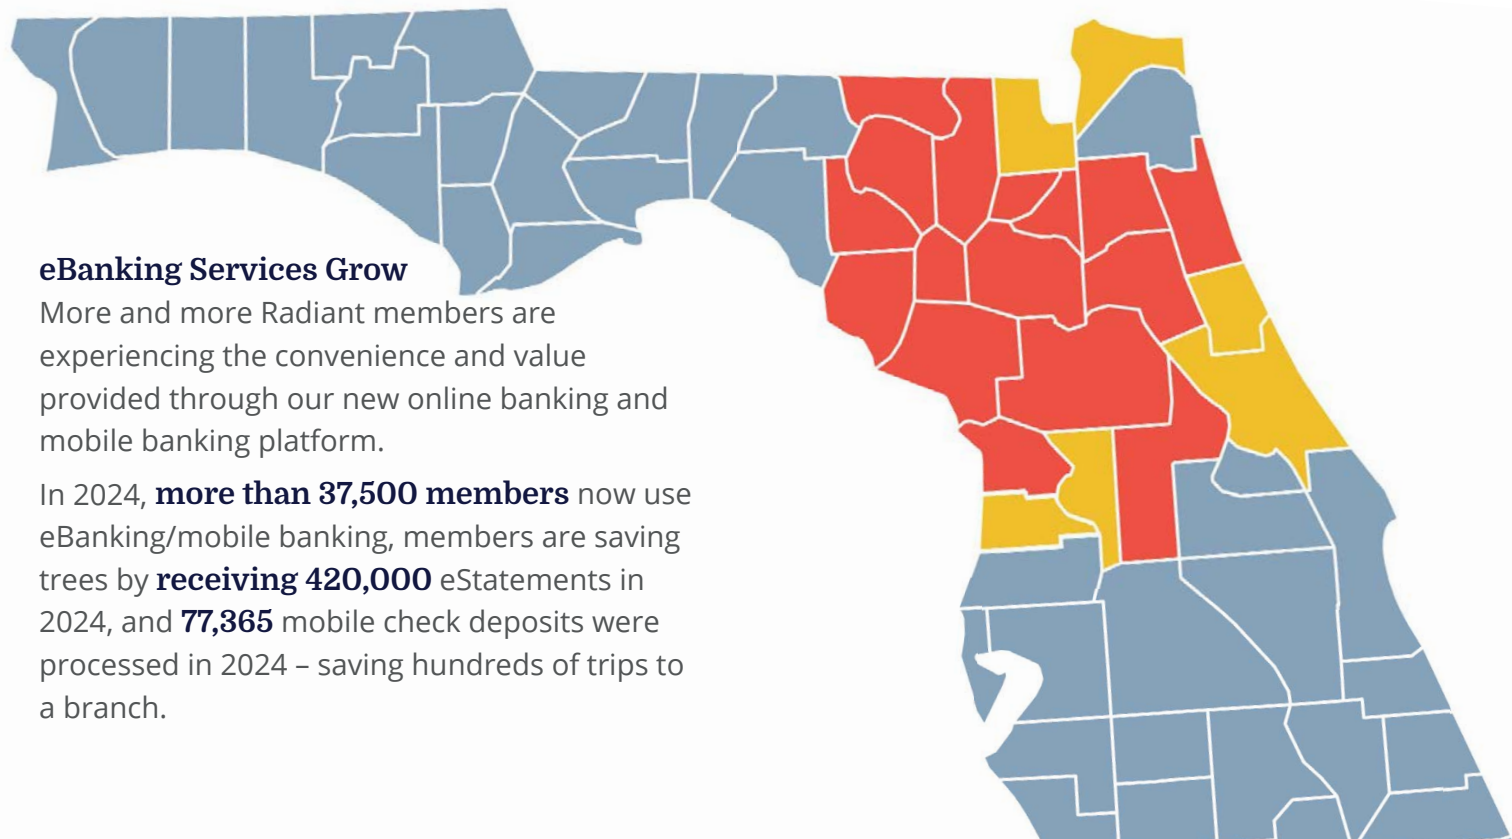 eBanking Services Grow
More and more Radiant members are
experiencing the convenience and value
provided through our new online banking and
mobile banking platform.
In 2024, more than 37,500 members now use
eBanking/mobile banking, members are saving
trees by receiving 420,000 eStatements in
2024, and 77,365 mobile check deposits were
processed in 2024 – saving hundreds of trips to
a branch.